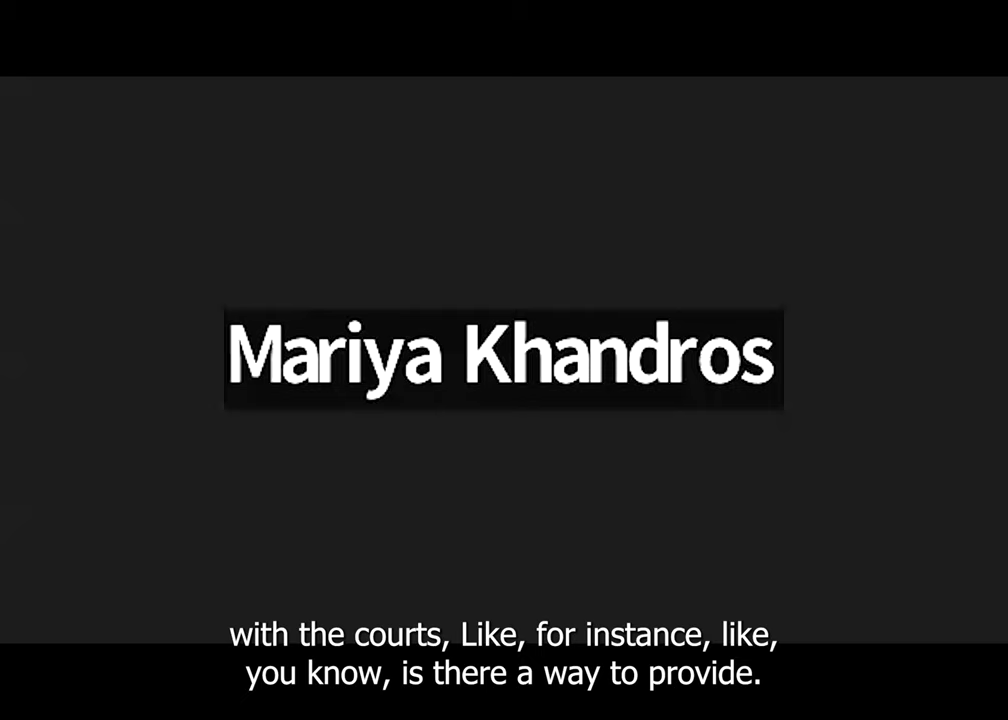 Mariya Khandros
with the courts, Like, for instance, like,
you know, is there a way to provide.